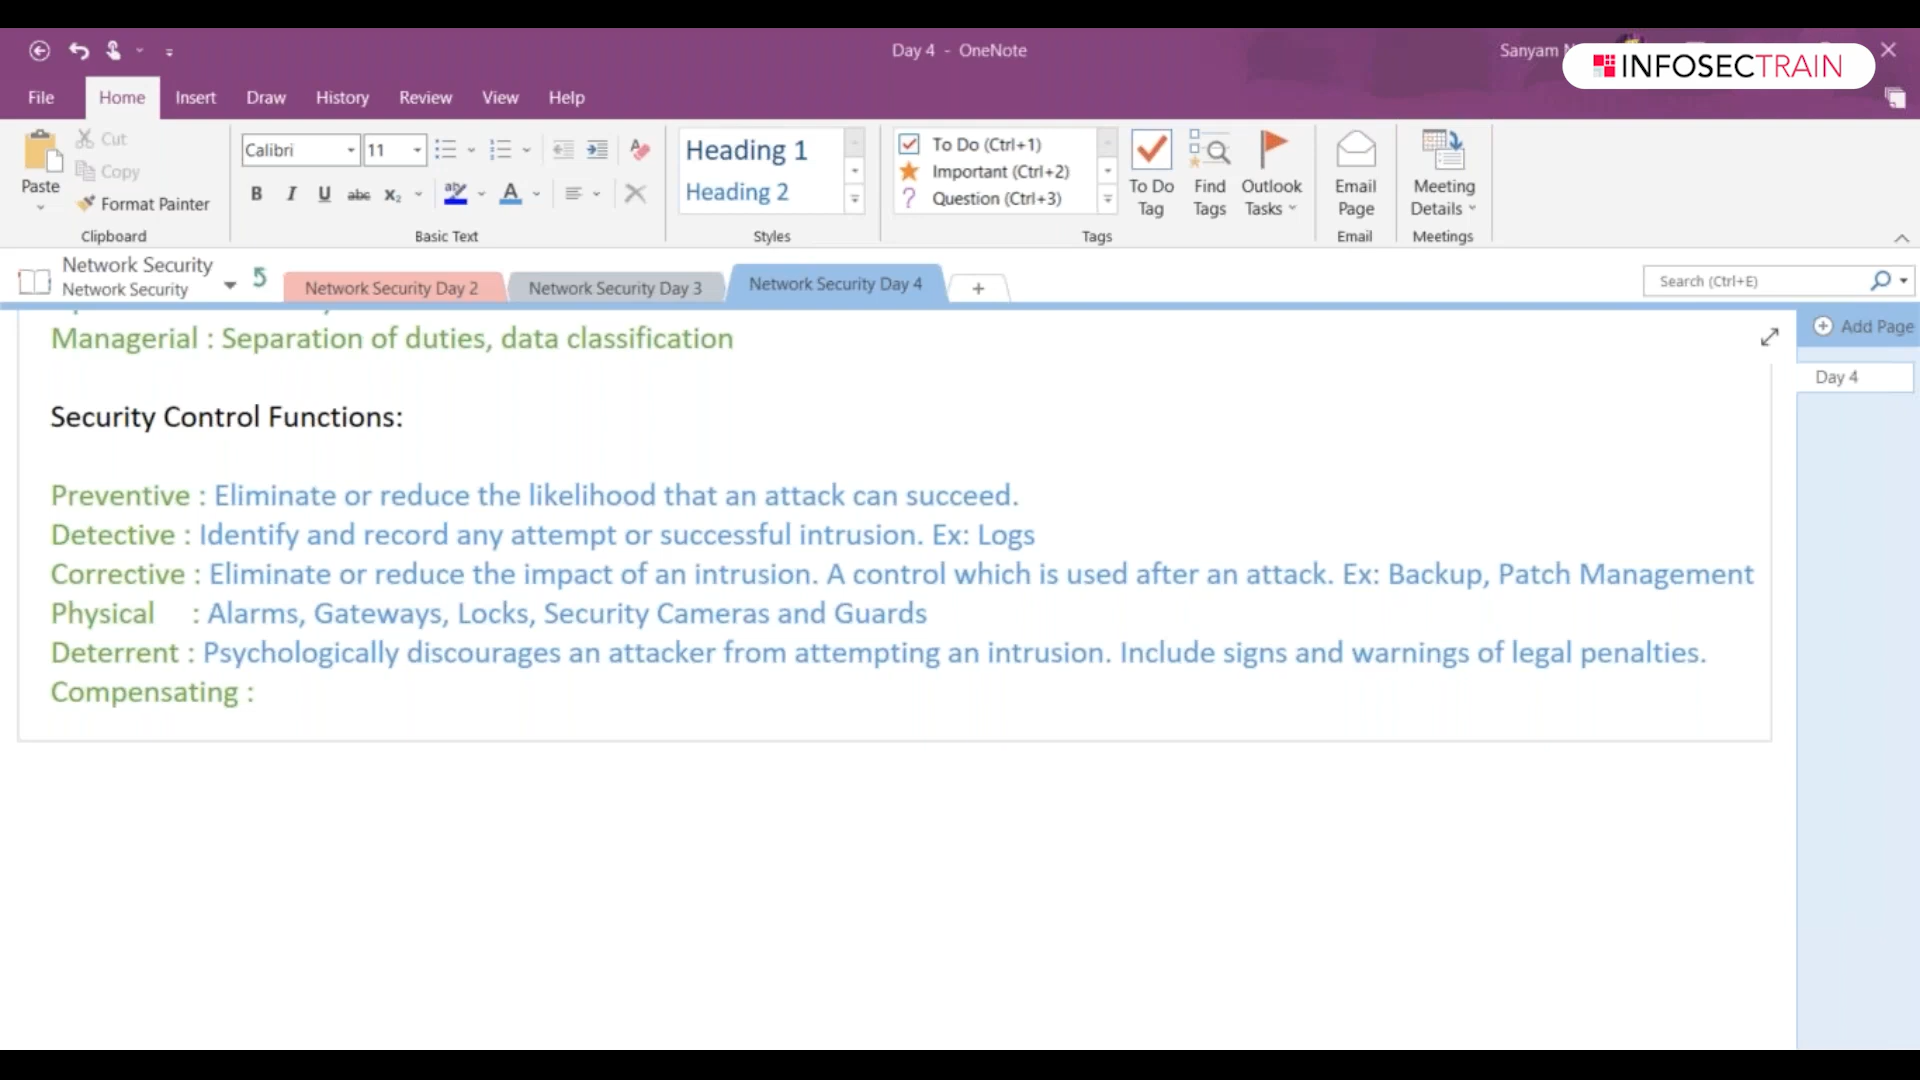 Day 4 - OneNote
Sanyam
INFOSECTRAIN
File Home Insert Draw History Review View Help
Paste
Cut
Copy
Format Painter
Clipboard
Calibri 11
B I U abc X₂ aby A
Basic Text
Heading 1
Heading 2
Styles
To Do (Ctrl+1)
Important (Ctrl+2)
Question (Ctrl+3)
To Do Tag
Find Tags
Outlook Tasks
Tags
Email Page
Email
Meeting Details
Meetings
Network Security
Network Security
Network Security Day 2
Network Security Day 3
Network Security Day 4
+
Search (Ctrl+E)
Add Page
Day 4
Managerial : Separation of duties, data classification
Security Control Functions:
Preventive : Eliminate or reduce the likelihood that an attack can succeed.
Detective : Identify and record any attempt or successful intrusion. Ex: Logs
Corrective : Eliminate or reduce the impact of an intrusion. A control which is used after an attack. Ex: Backup, Patch Management
Physical : Alarms, Gateways, Locks, Security Cameras and Guards
Deterrent : Psychologically discourages an attacker from attempting an intrusion. Include signs and warnings of legal penalties.
Compensating :